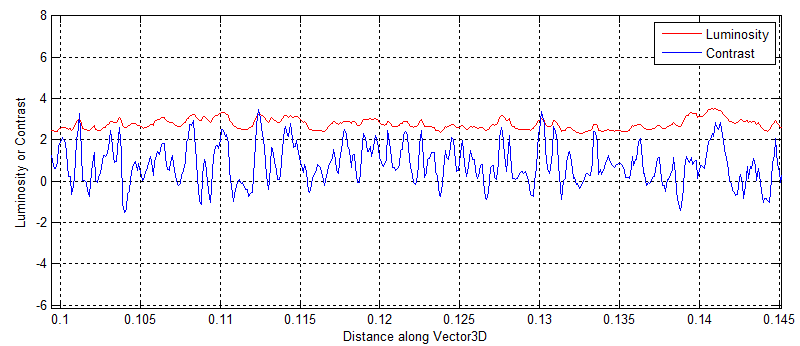 8
6
4
2
0
-2
-4
-6
Luminosity or Contrast
Luminosity
Contrast
0.1 0.105 0.11 0.115 0.12 0.125 0.13 0.135 0.14 0.145
Distance along Vector3D